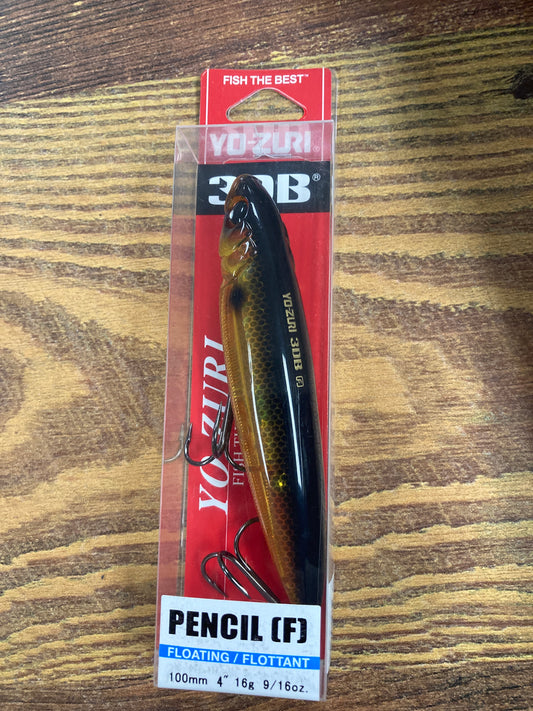 FISH THE BEST™
YO-ZURI®
3DB®
YO-ZURI 3DB (F)
YO-ZURI
FISH T
PENCIL (F)
FLOATING / FLOTTANT
100mm 4" 16g 9/16oz.